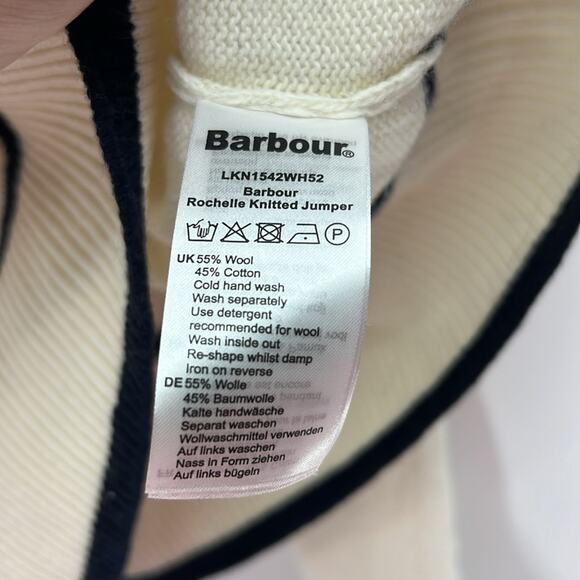 Barbour®
LKN1542WH52
Barbour
Rochelle Knitted Jumper
P
UK 55% Wool
45% Cotton
Cold hand wash
Wash separately
Use detergent
recommended for wool
Wash inside out
Re-shape whilst damp
Iron on reverse
DE 55% Wolle
45% Baumwolle
Kalte handwäsche
Separat waschen
Wollwaschmittel verwenden
Auf links waschen
Nass in Form ziehen
Auf links bügeln